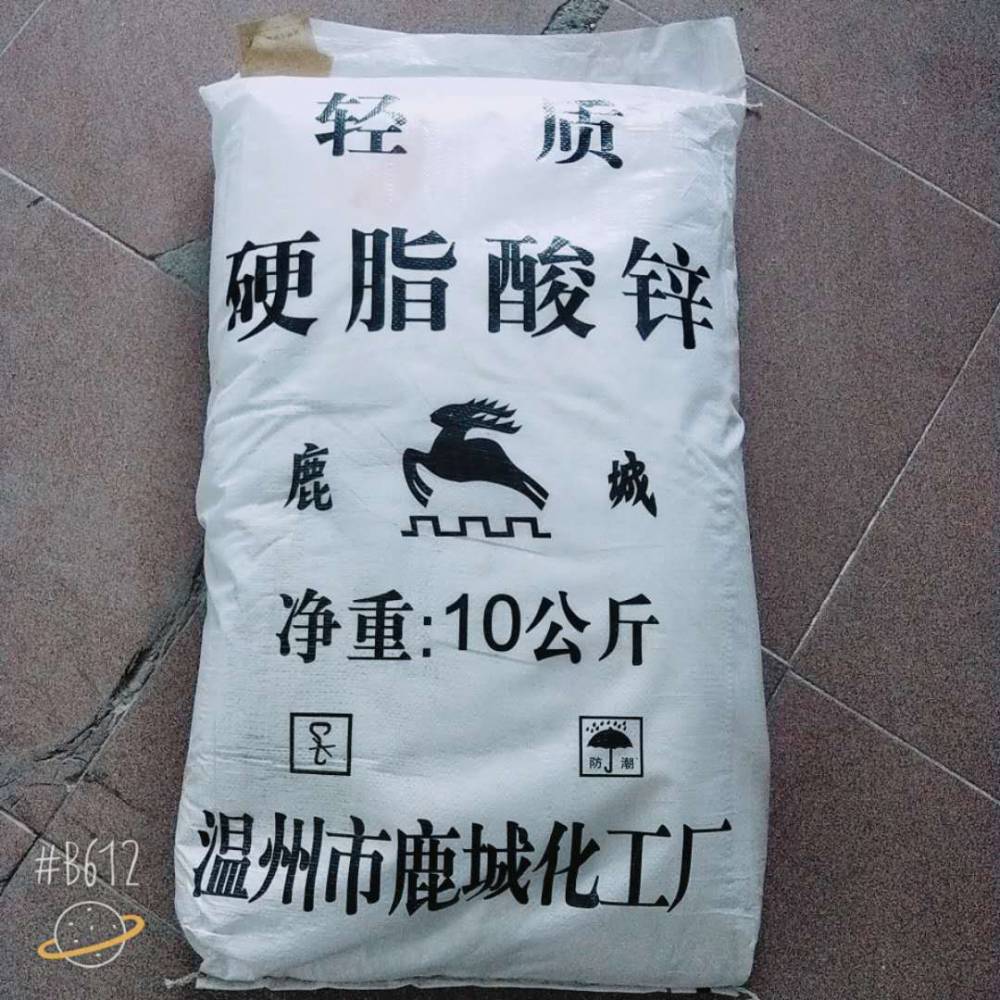 轻 质
硬脂酸锌
鹿 城
净重:10公斤
防 潮
温州市鹿城化工厂
#B612